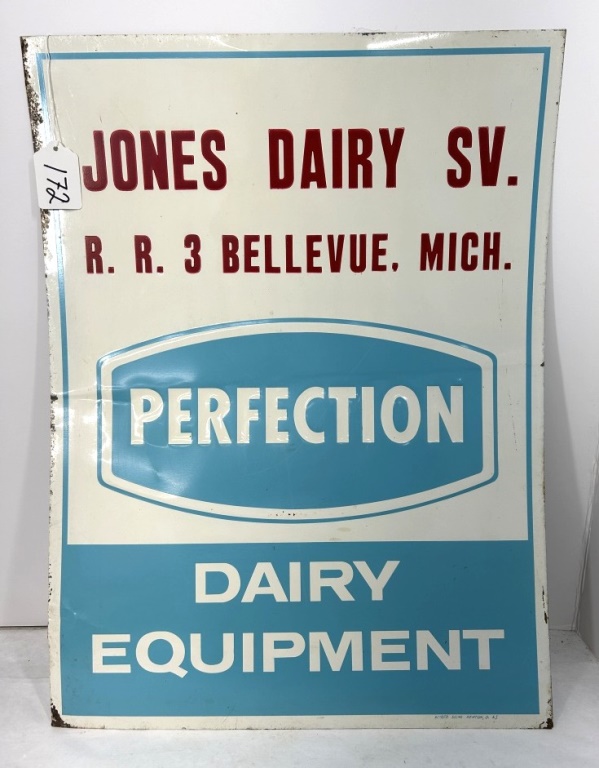 JONES DAIRY SV.
172
R. R. 3 BELLEVUE, MICH.
PERFECTION
DAIRY
EQUIPMENT